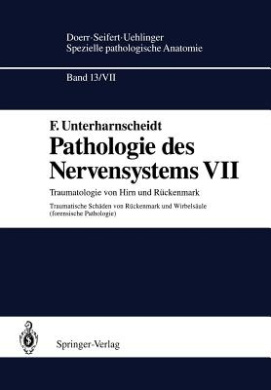 Doerr·Seifert·Uehlinger
Spezielle pathologische Anatomie
Band 13/VII
F. Unterharnscheidt
Pathologie des
Nervensystems VII
Traumatologie von Hirn und Rückenmark
Traumatische Schäden von Rückenmark und Wirbelsäule
(forensische Pathologie)
Springer-Verlag